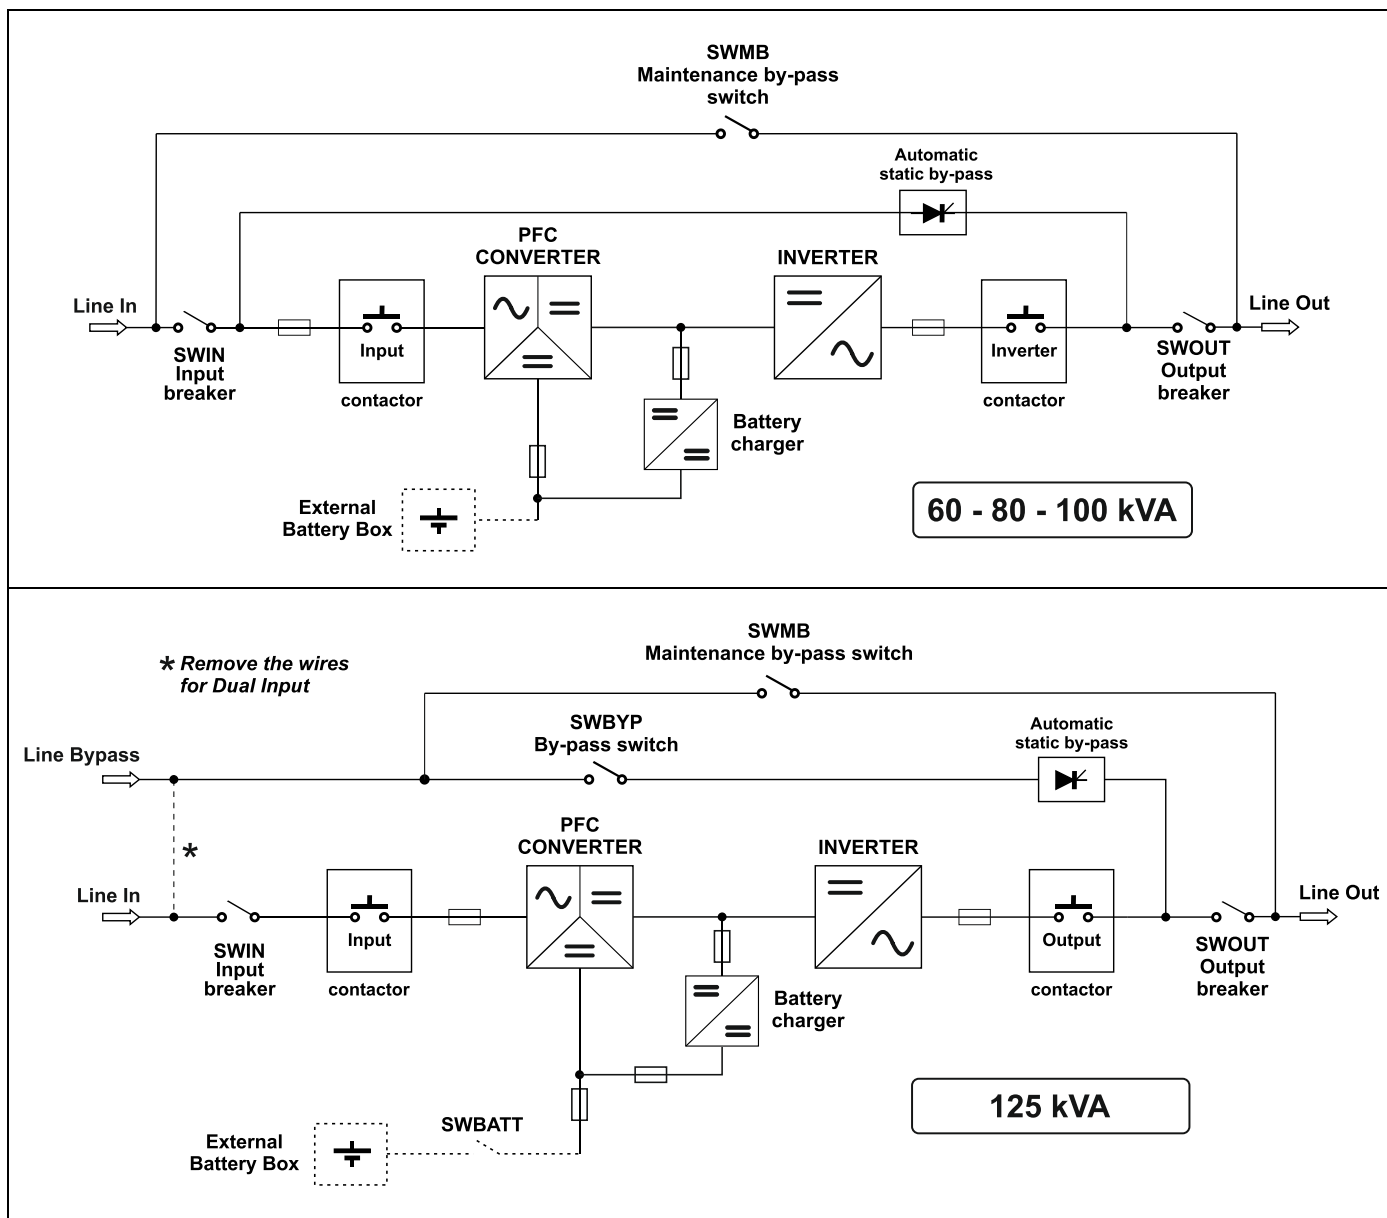 SWMB
Maintenance by-pass
switch
Automatic
static by-pass
PFC
CONVERTER
INVERTER
Line In
Line Out
SWIN
Input
breaker
Input
contactor
Inverter
contactor
SWOUT
Output
breaker
Battery
charger
External
Battery Box
60 - 80 - 100 kVA
SWMB
Maintenance by-pass switch
* Remove the wires
for Dual Input
SWBYP
By-pass switch
Automatic
static by-pass
Line Bypass
*
PFC
CONVERTER
INVERTER
Line In
Line Out
SWIN
Input
breaker
Input
contactor
Output
contactor
SWOUT
Output
breaker
Battery
charger
SWBATT
External
Battery Box
125 kVA